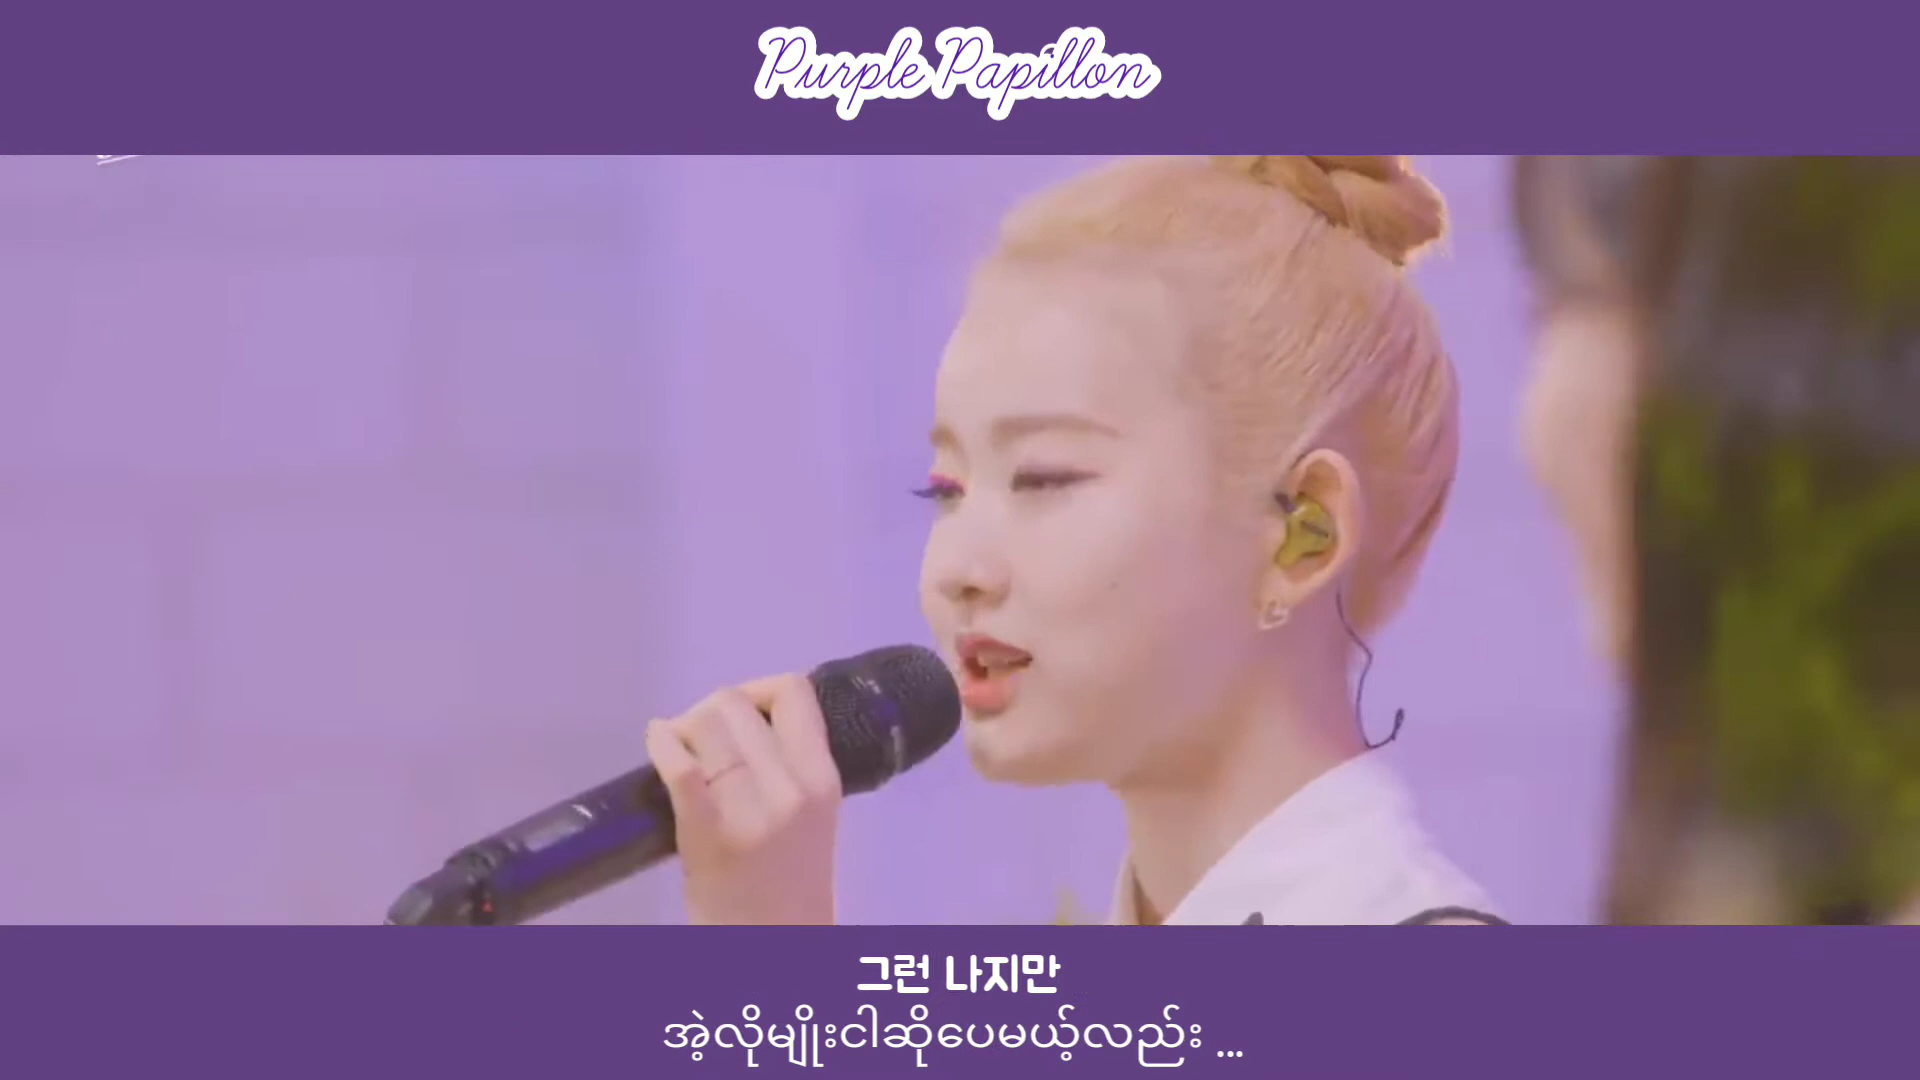 Purple Papillon
그런 나지만
အဲ့လိုမျိုးငါဆိုပေမယ့်လည်း ...